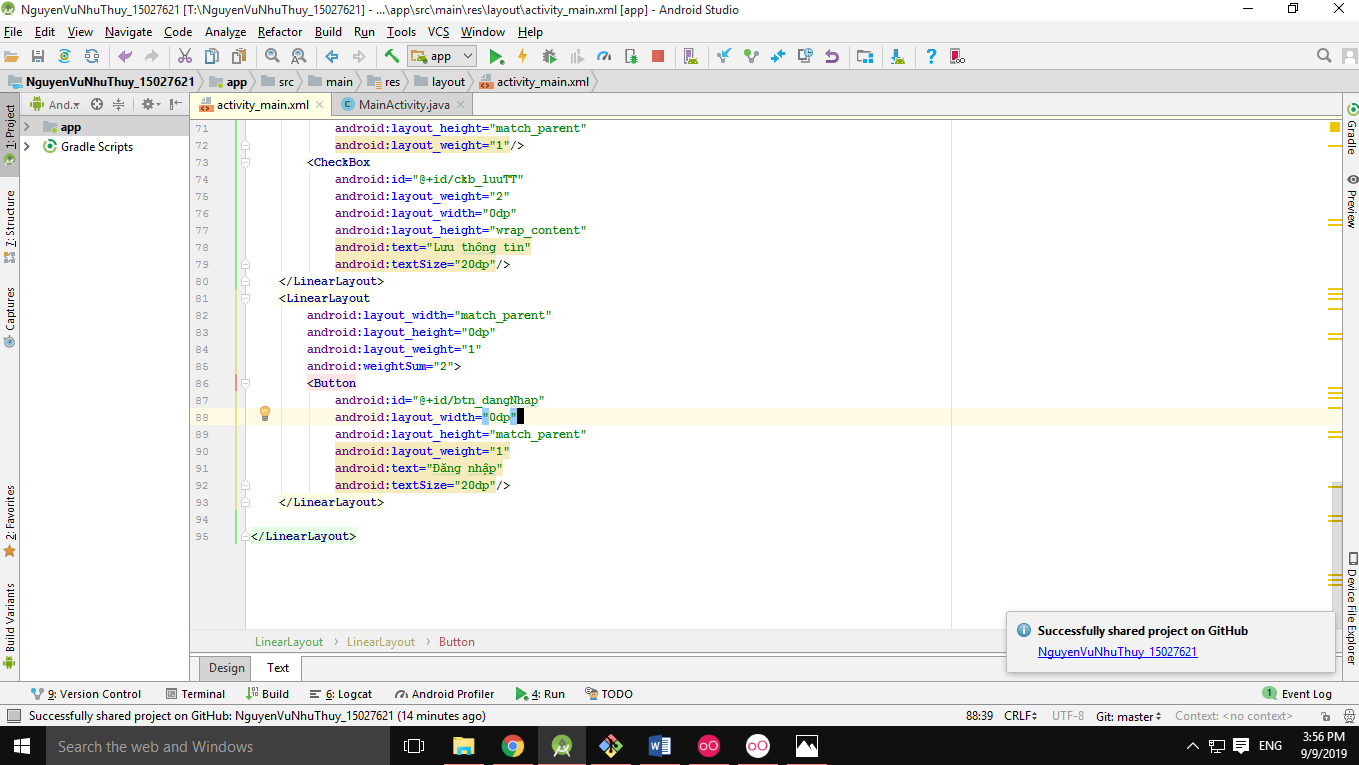 NguyenVuNhuThuy_15027621 [T:\NguyenVuNhuThuy_15027621] - ...\app\src\main\res\layout\activity_main.xml [app] - Android Studio
File Edit View Navigate Code Analyze Refactor Build Run Tools VCS Window Help
app
NguyenVuNhuThuy_15027621 app src main res layout activity_main.xml
And..
activity_main.xml MainActivity.java
1: Project
7: Structure
Captures
2: Favorites
Build Variants
app
Gradle Scripts
71 android:layout_height="match_parent"
72 android:layout_weight="1"/>
73 <CheckBox
74 android:id="@+id/ckb_luuTT"
75 android:layout_weight="2"
76 android:layout_width="0dp"
77 android:layout_height="wrap_content"
78 android:text="Lưu thông tin"
79 android:textSize="20dp"/>
80 </LinearLayout>
81 <LinearLayout
82 android:layout_width="match_parent"
83 android:layout_height="0dp"
84 android:layout_weight="1"
85 android:weightSum="2">
86 <Button
87 android:id="@+id/btn_dangNhap"
88 android:layout_width="0dp"
89 android:layout_height="match_parent"
90 android:layout_weight="1"
91 android:text="Đăng nhập"
92 android:textSize="20dp"/>
93 </LinearLayout>
94
95 </LinearLayout>
Gradle
Preview
Device File Explorer
LinearLayout LinearLayout Button
Successfully shared project on GitHub
NguyenVuNhuThuy_15027621
Design Text
9: Version Control Terminal Build 6: Logcat Android Profiler 4: Run TODO 1 Event Log
Successfully shared project on GitHub: NguyenVuNhuThuy_15027621 (14 minutes ago) 88:39 CRLF UTF-8 Git: master Context: <no context>
Search the web and Windows
ENG
3:56 PM
9/9/2019